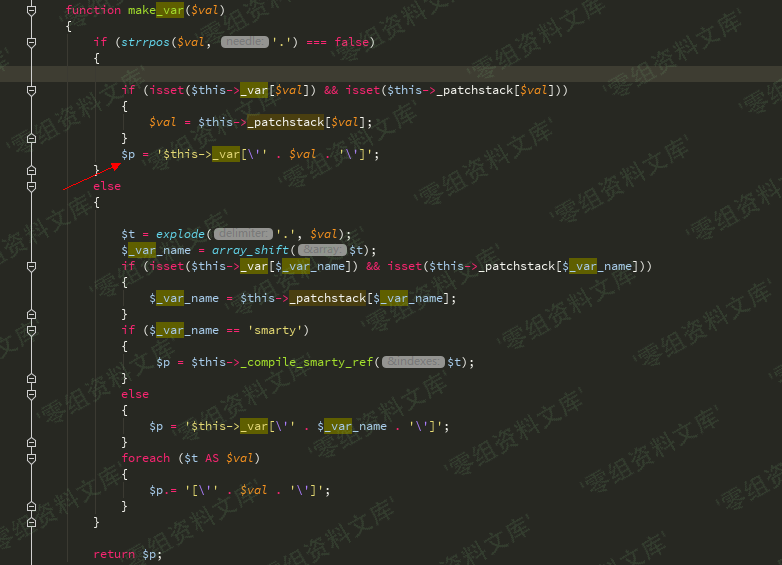 function make_var($val)
{
if (strrpos($val, needle: '.') === false)
{
if (isset($this->_var[$val]) && isset($this->_patchstack[$val]))
{
$val = $this->_patchstack[$val];
}
$p = '$this->_var[\'' . $val . '\']';
}
else
{
$t = explode( delimiter: '.', $val);
$_var_name = array_shift( &array: $t);
if (isset($this->_var[$_var_name]) && isset($this->_patchstack[$_var_name]))
{
$_var_name = $this->_patchstack[$_var_name];
}
if ($_var_name == 'smarty')
{
$p = $this->_compile_smarty_ref( &indexes: $t);
}
else
{
$p = '$this->_var[\'' . $_var_name . '\']';
}
foreach ($t AS $val)
{
$p.= '[\'' . $val . '\']';
}
}
return $p;
'零组资料文库'